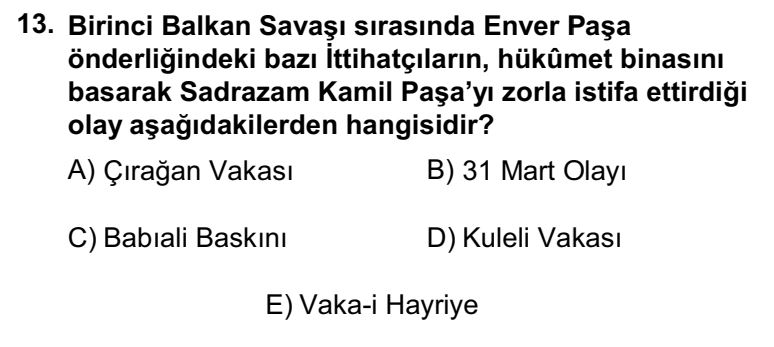 13. Birinci Balkan Savaşı sırasında Enver Paşa
önderliğindeki bazı İttihatçıların, hükûmet binasını
basarak Sadrazam Kamil Paşa'yı zorla istifa ettirdiği
olay aşağıdakilerden hangisidir?
A) Çırağan Vakası B) 31 Mart Olayı
C) Babıali Baskını D) Kuleli Vakası
E) Vaka-i Hayriye